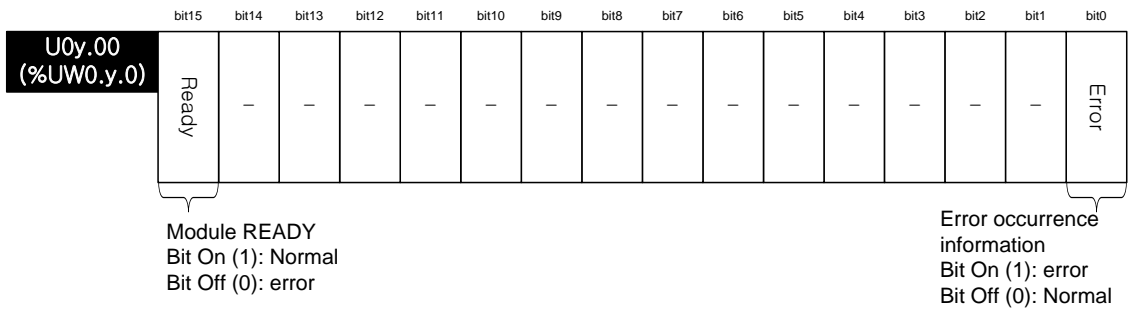 bit15 bit14 bit13 bit12 bit11 bit10 bit9 bit8 bit7 bit6 bit5 bit4 bit3 bit2 bit1 bit0
U0y.00
(%UW0.y.0)
Ready – – – – – – – – – – – – – – Error
Module READY
Bit On (1): Normal
Bit Off (0): error
Error occurrence
information
Bit On (1): error
Bit Off (0): Normal